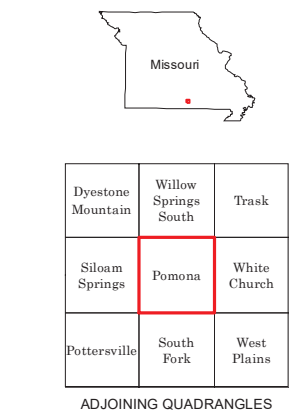 Missouri
Dyestone
Mountain
Willow
Springs
South
Trask
Siloam
Springs
Pomona
White
Church
Pottersville
South
Fork
West
Plains
ADJOINING QUADRANGLES